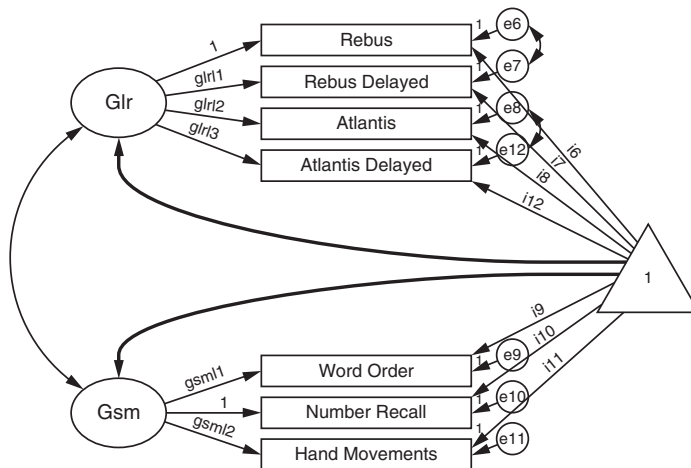 1
Rebus
1
e6
glrl1
Rebus Delayed
1
e7
Glr
glrl2
Atlantis
1
e8
glrl3
Atlantis Delayed
1
e12
i6
i7
i8
i12
1
i9
i10
i11
gsml1
Word Order
1
e9
Gsm
1
Number Recall
1
e10
gsml2
Hand Movements
1
e11